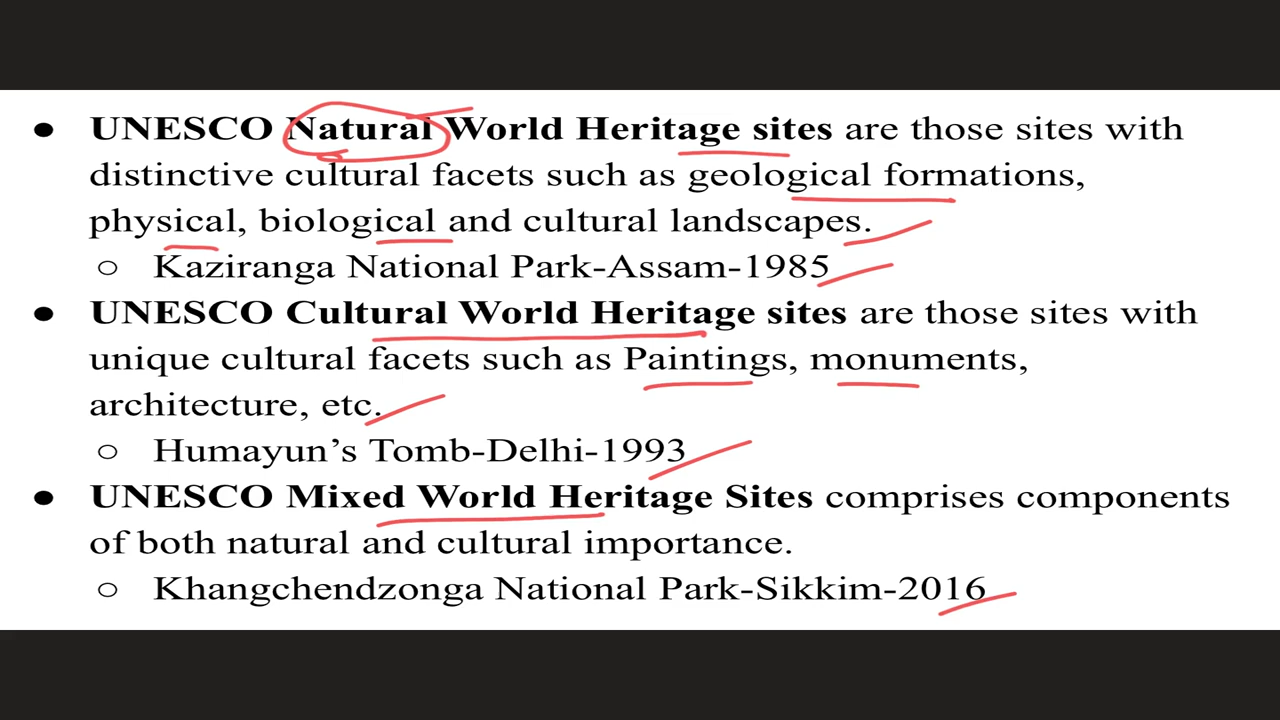 ● UNESCO Natural World Heritage sites are those sites with
distinctive cultural facets such as geological formations,
physical, biological and cultural landscapes.
○ Kaziranga National Park-Assam-1985
● UNESCO Cultural World Heritage sites are those sites with
unique cultural facets such as Paintings, monuments,
architecture, etc.
○ Humayun’s Tomb-Delhi-1993
● UNESCO Mixed World Heritage Sites comprises components
of both natural and cultural importance.
○ Khangchendzonga National Park-Sikkim-2016